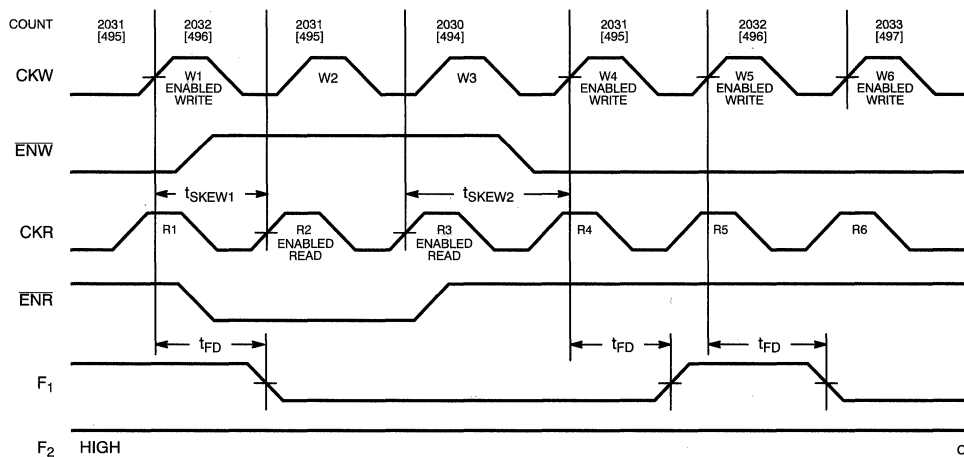 COUNT 2031 2032 2031 2030 2031 2032 2033
[495] [496] [495] [494] [495] [496] [497]
CKW W1 W2 W3 W4 W5 W6
ENABLED ENABLED ENABLED ENABLED
WRITE WRITE WRITE WRITE
ENW
tSKEW1 tSKEW2
CKR R1 R2 R3 R4 R5 R6
ENABLED ENABLED
READ READ
ENR
tFD tFD tFD
F1
F2 HIGH